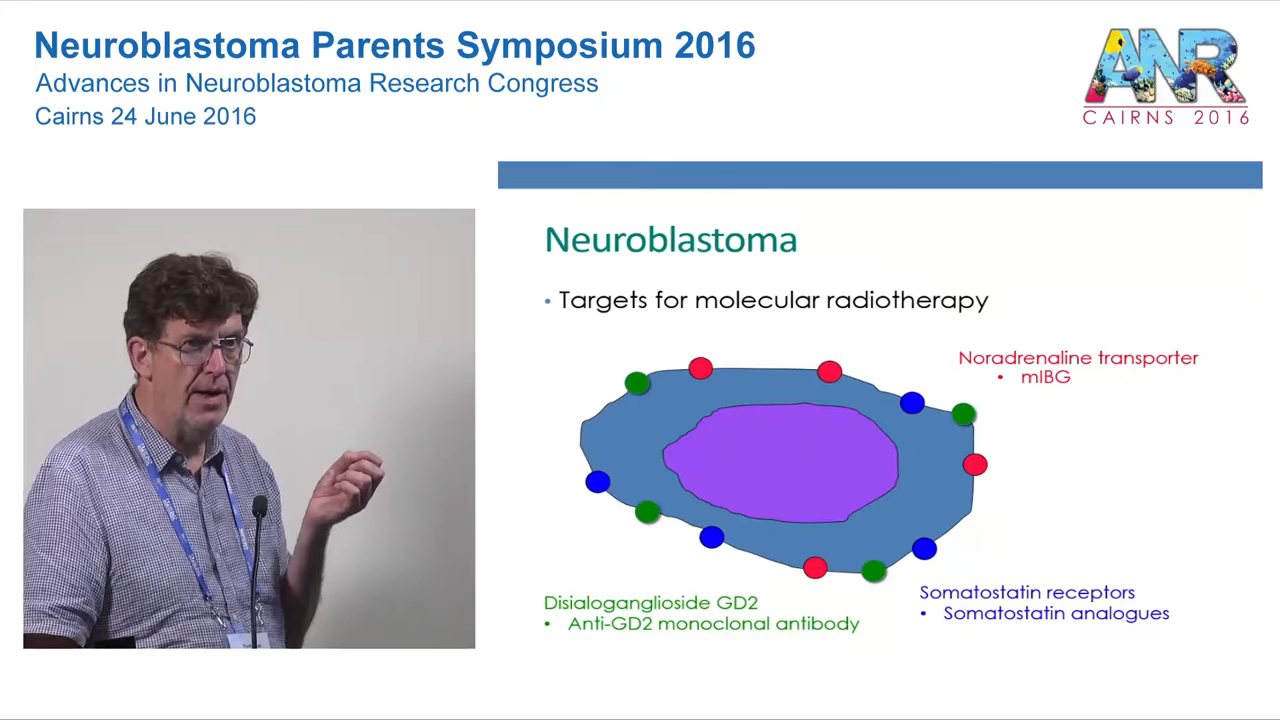 Neuroblastoma Parents Symposium 2016
Advances in Neuroblastoma Research Congress
Cairns 24 June 2016
ANR
CAIRNS 2016
Neuroblastoma
• Targets for molecular radiotherapy
Noradrenaline transporter
• mIBG
Disialoganglioside GD2
• Anti-GD2 monoclonal antibody
Somatostatin receptors
• Somatostatin analogues